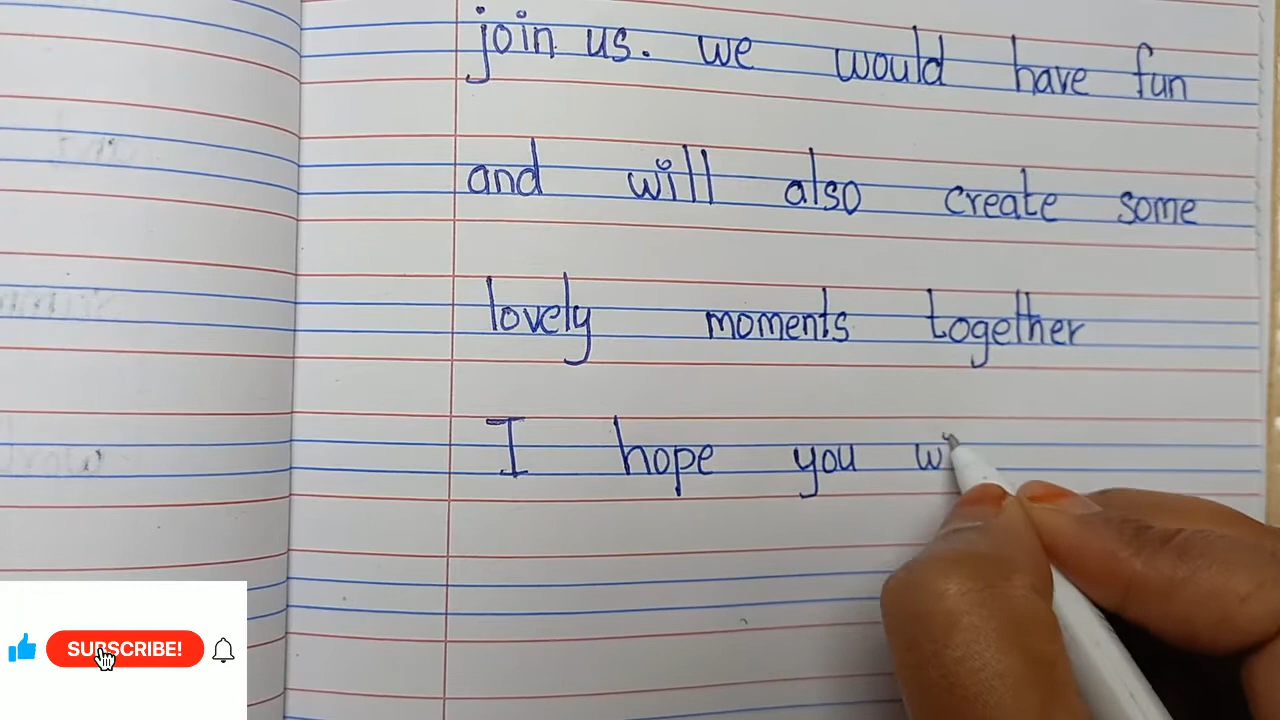 join us. we would have fun
and will also create some
lovely moments together
I hope you
SUBSCRIBE!